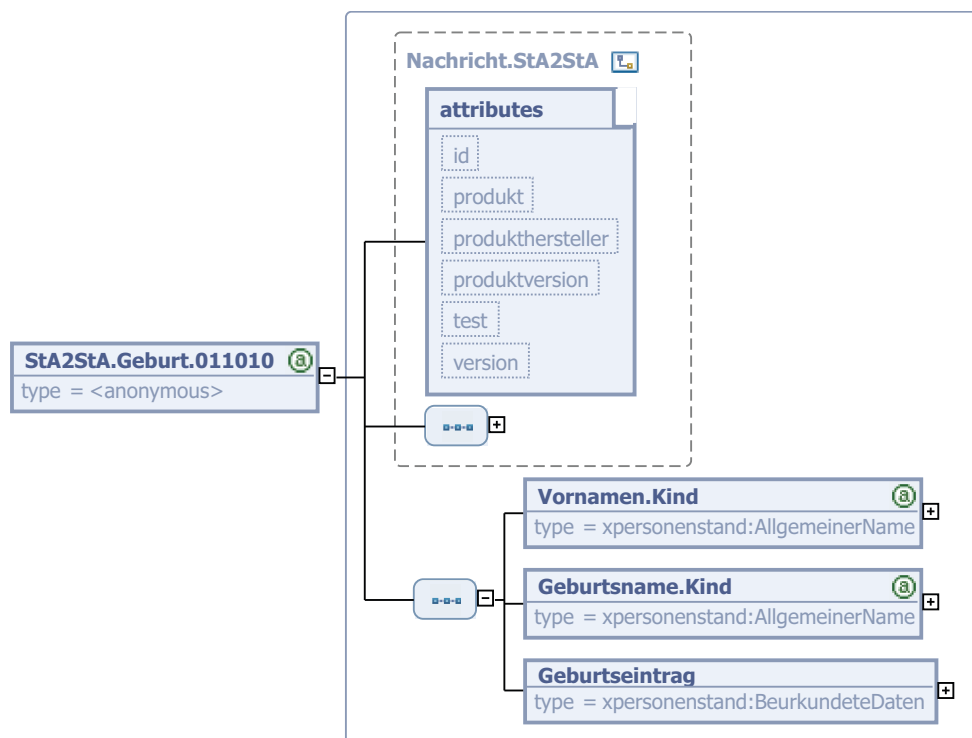 Nachricht.StA2StA
attributes
id
produkt
produkthersteller
produktversion
test
version
StA2StA.Geburt.011010 a
type = <anonymous>
Vornamen.Kind a
type = xpersonenstand:AllgemeinerName
Geburtsname.Kind a
type = xpersonenstand:AllgemeinerName
Geburtseintrag
type = xpersonenstand:BeurkundeteDaten